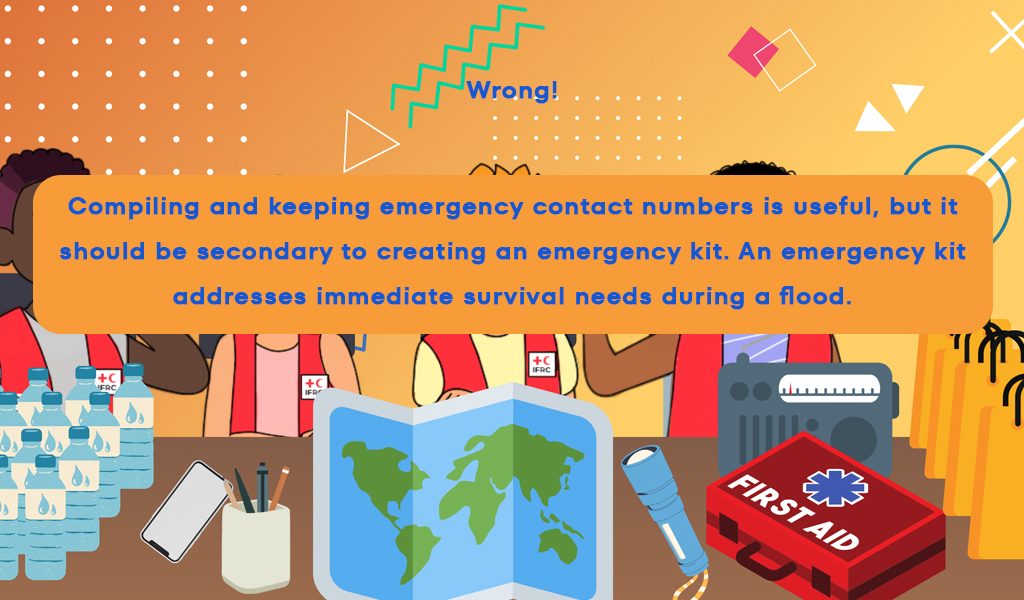 Wrong!
Compiling and keeping emergency contact numbers is useful, but it
should be secondary to creating an emergency kit. An emergency kit
addresses immediate survival needs during a flood.
IFRC
IFRC
IFRC
FIRST AID